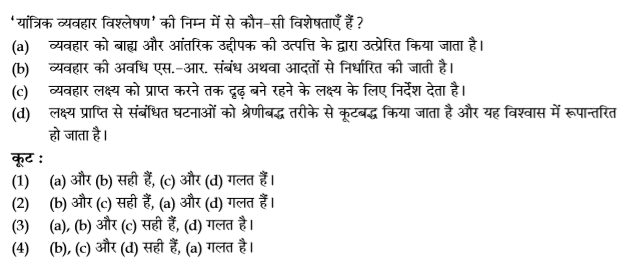 'यांत्रिक व्यवहार विश्लेषण' की निम्न में से कौन-सी विशेषताएँ हैं ?
(a) व्यवहार को बाह्य और आंतरिक उद्दीपक की उत्पत्ति के द्वारा उत्प्रेरित किया जाता है।
(b) व्यवहार की अवधि एस.-आर. संबंध अथवा आदतों से निर्धारित की जाती है।
(c) व्यवहार लक्ष्य को प्राप्त करने तक दृढ़ बने रहने के लक्ष्य के लिए निर्देश देता है।
(d) लक्ष्य प्राप्ति से संबंधित घटनाओं को श्रेणीबद्ध तरीके से कूटबद्ध किया जाता है और यह विश्वास में रूपान्तरित
हो जाता है।
कूट :
(1) (a) और (b) सही हैं, (c) और (d) गलत हैं।
(2) (b) और (c) सही हैं, (a) और (d) गलत हैं।
(3) (a), (b) और (c) सही हैं, (d) गलत है।
(4) (b), (c) और (d) सही हैं, (a) गलत है।